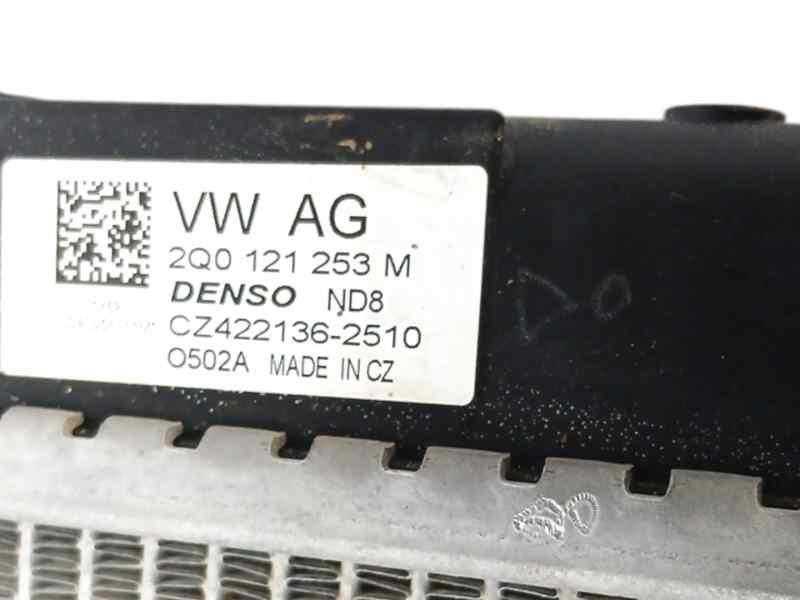 VW AG
2Q0 121 253 M
DENSO ND8
CZ422136-2510
O502A MADE IN CZ